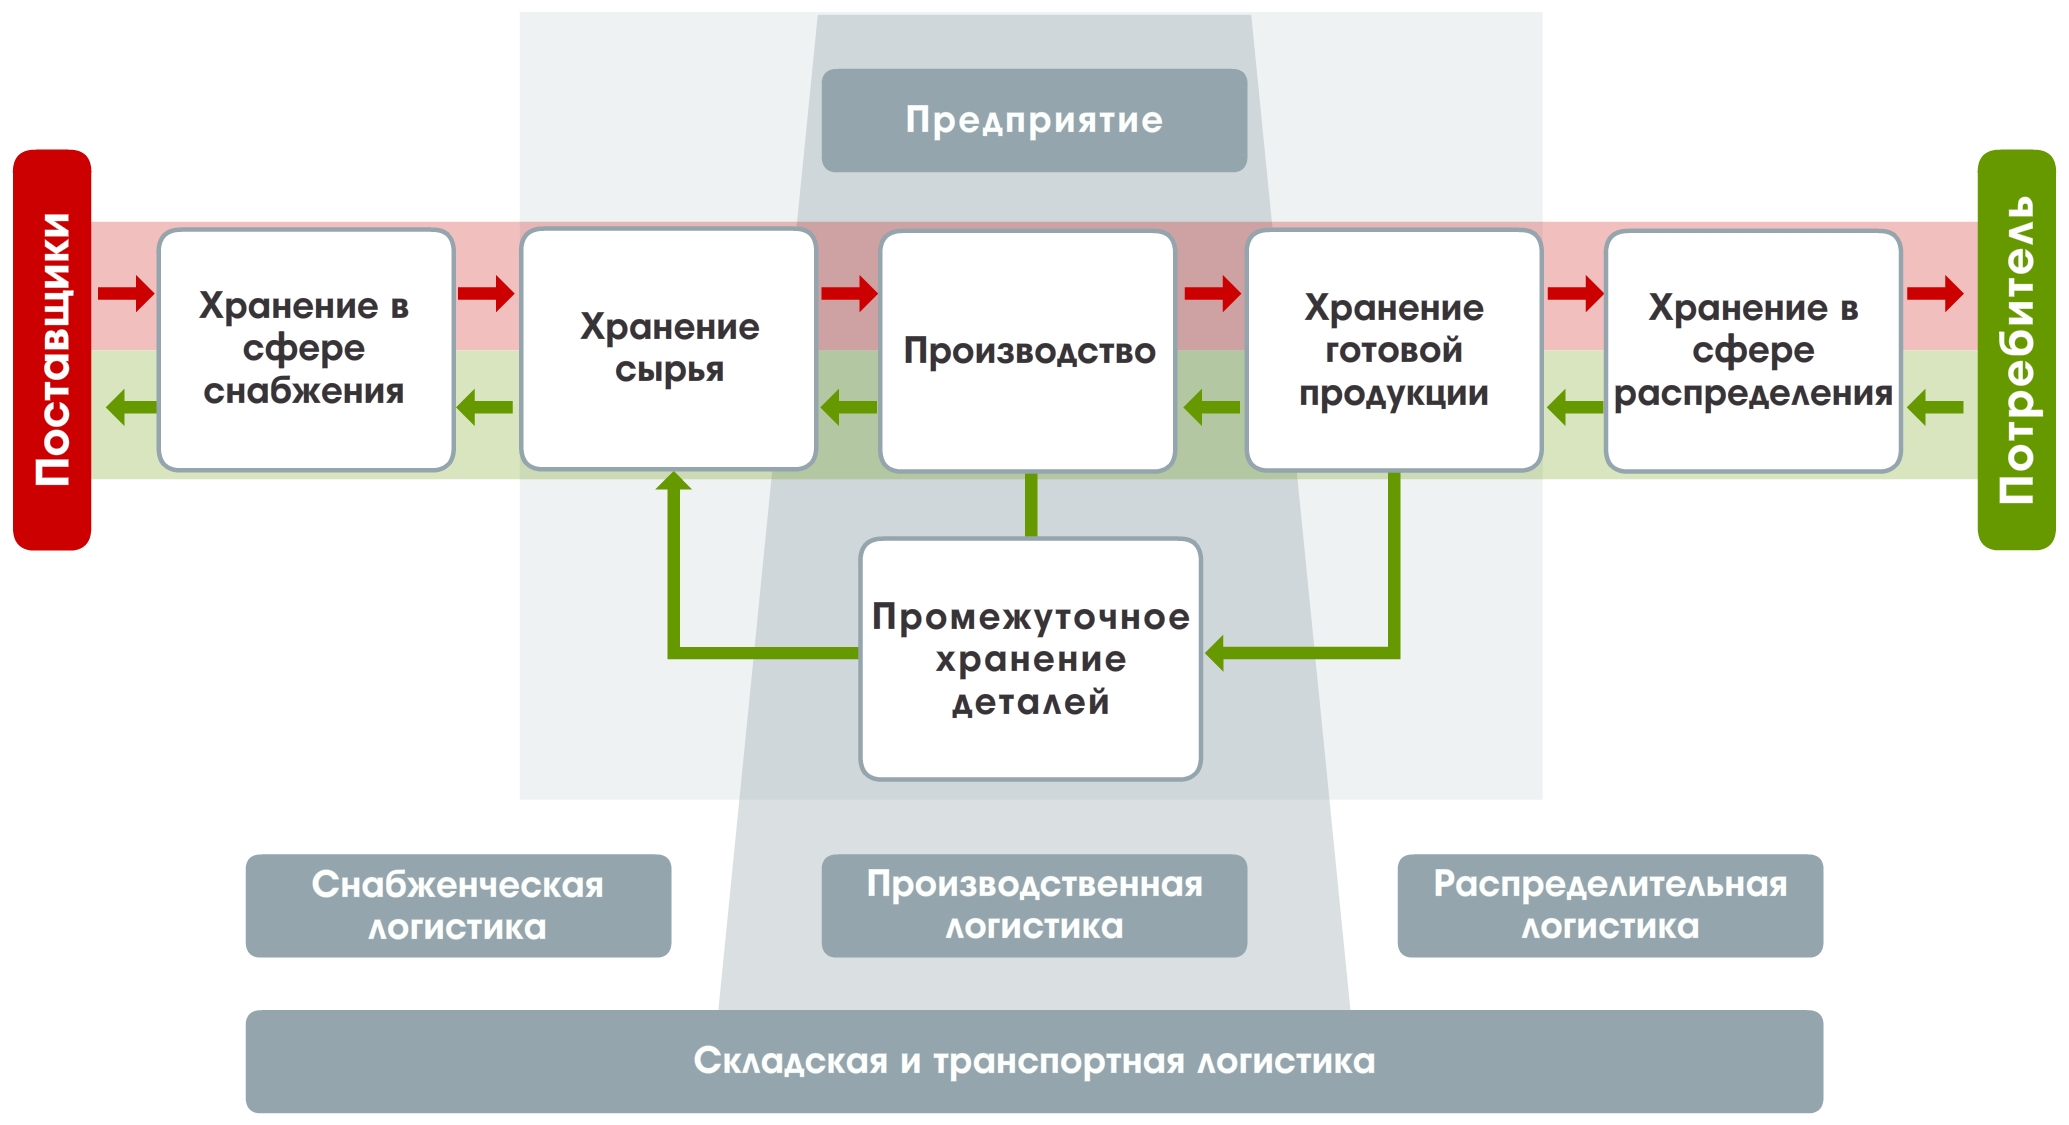 Предприятие
Поставщики
Хранение в
сфере
снабжения
Хранение
сырья
Производство
Хранение
готовой
продукции
Хранение в
сфере
распределения
Потребитель
Промежуточное
хранение
деталей
Снабженческая
логистика
Производственная
логистика
Распределительная
логистика
Складская и транспортная логистика